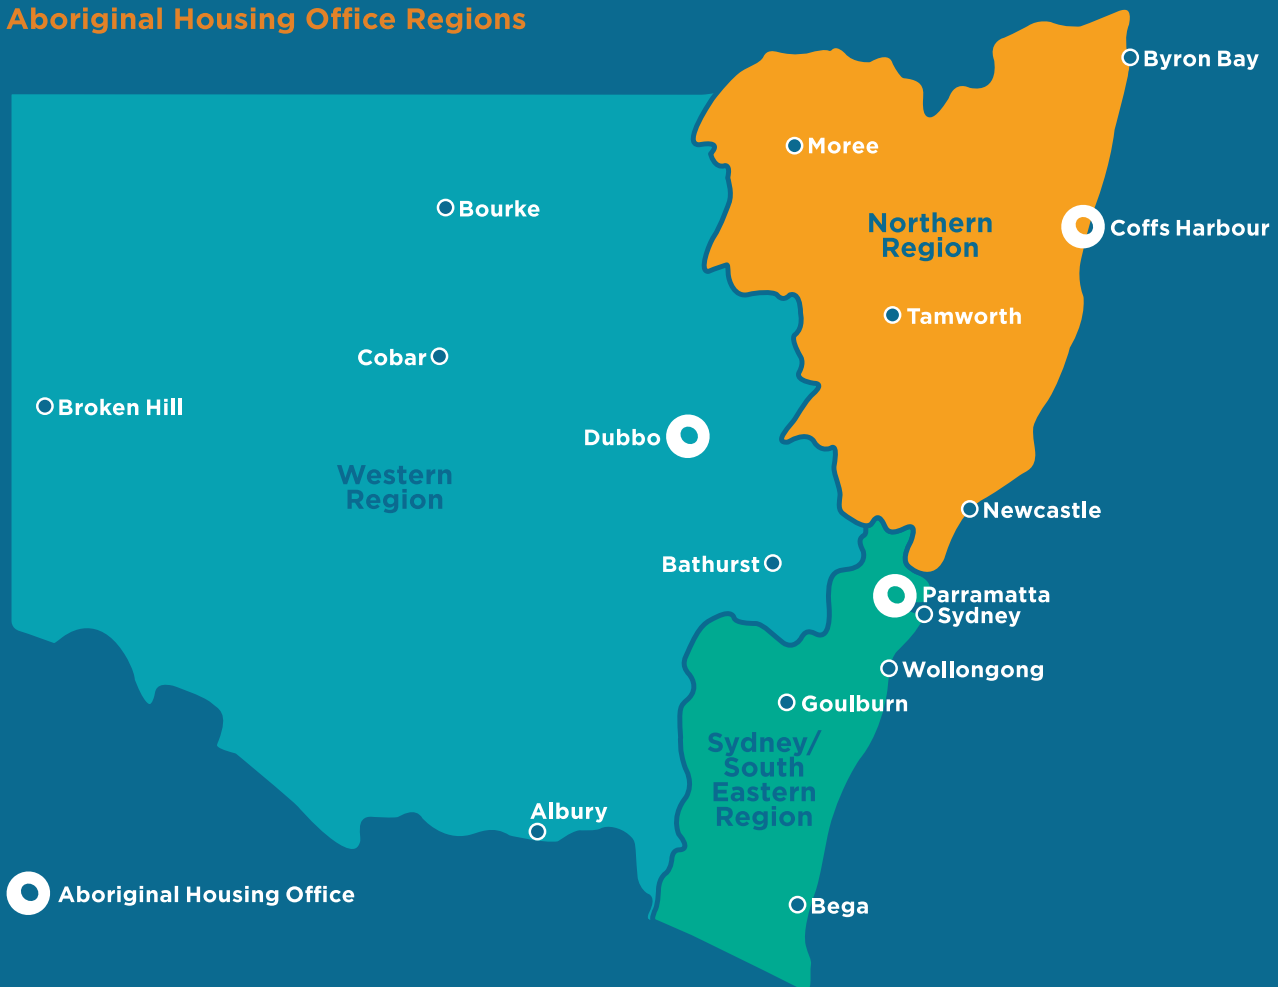 Aboriginal Housing Office Regions
Byron Bay
Moree
Bourke
Northern
Region
Coffs Harbour
Tamworth
Cobar
Broken Hill
Dubbo
Western
Region
Newcastle
Bathurst
Parramatta
Sydney
Wollongong
Goulburn
Sydney/
South
Eastern
Region
Albury
Aboriginal Housing Office
Bega